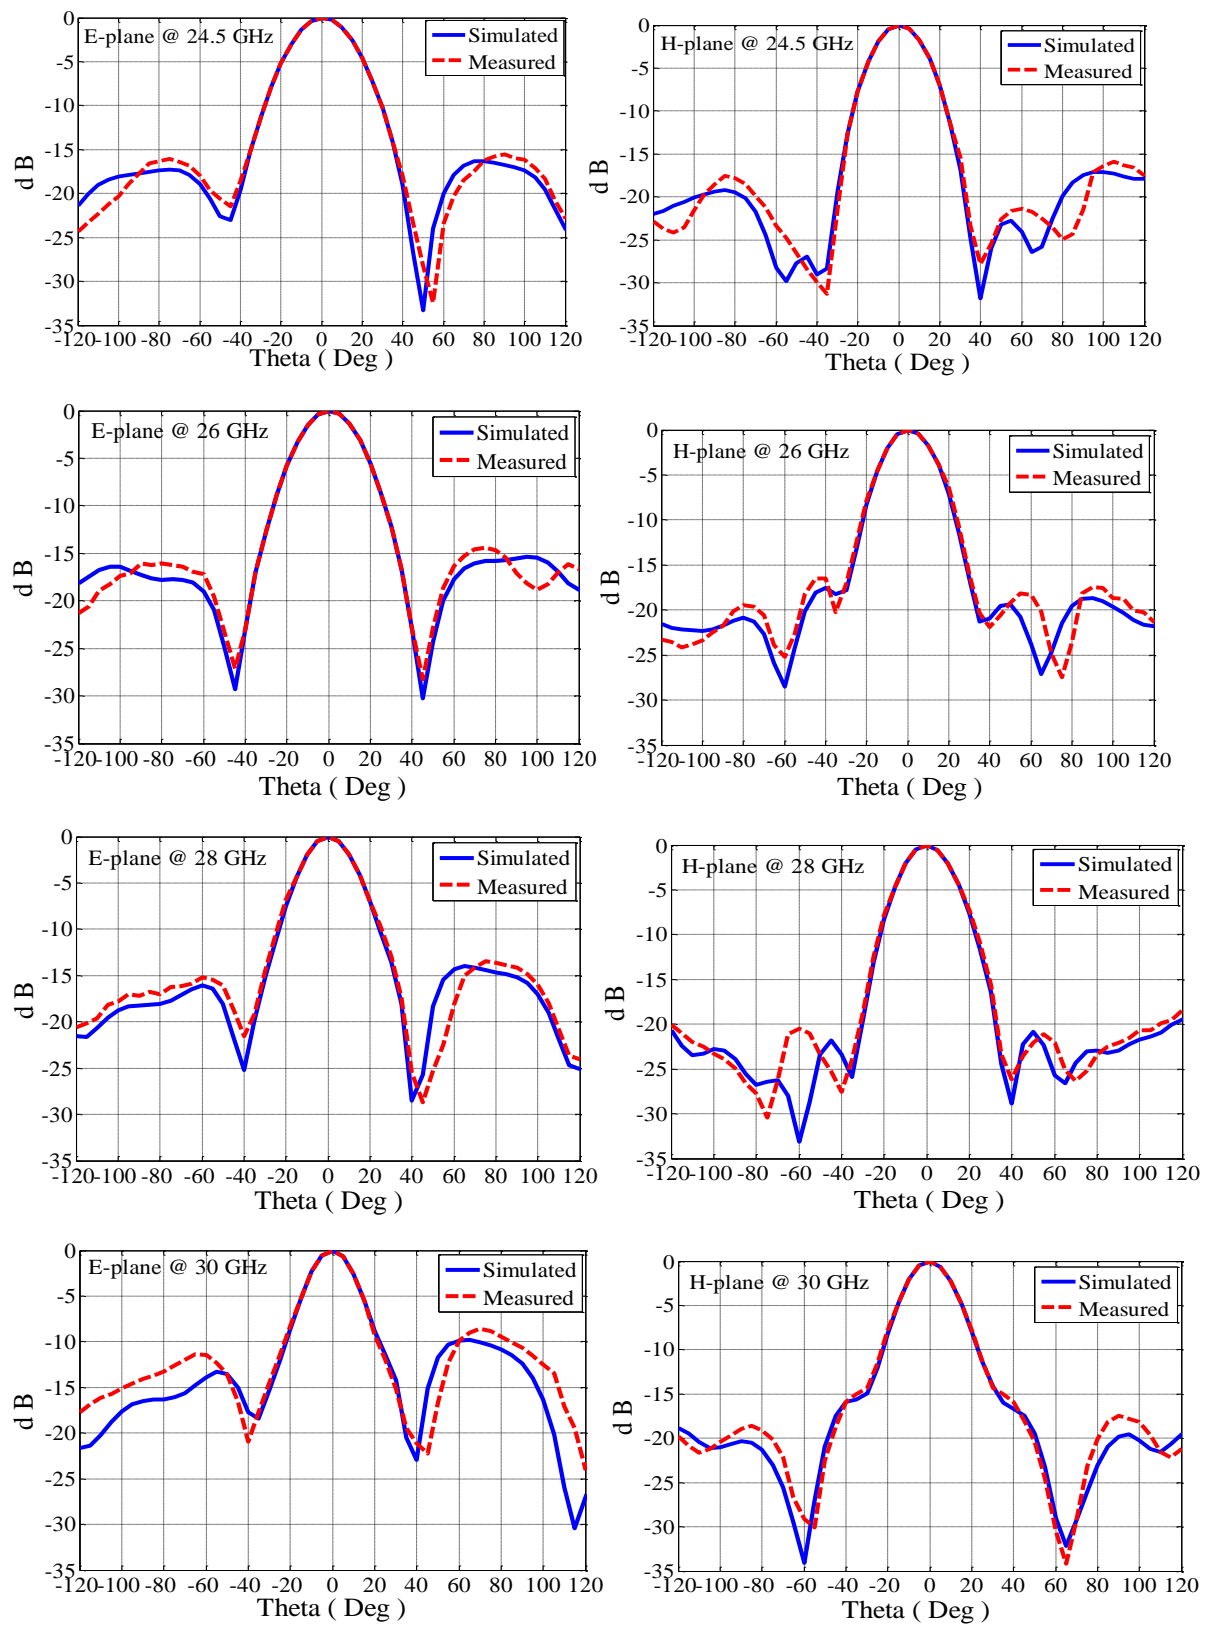 E-plane @ 24.5 GHz
Simulated
Measured
0
-5
-10
-15
-20
-25
-30
-35
d B
-120 -100 -80 -60 -40 -20 0 20 40 60 80 100 120
Theta ( Deg )
H-plane @ 24.5 GHz
Simulated
Measured
0
-5
-10
-15
-20
-25
-30
-35
d B
-120 -100 -80 -60 -40 -20 0 20 40 60 80 100 120
Theta ( Deg )
E-plane @ 26 GHz
Simulated
Measured
0
-5
-10
-15
-20
-25
-30
-35
d B
-120 -100 -80 -60 -40 -20 0 20 40 60 80 100 120
Theta ( Deg )
H-plane @ 26 GHz
Simulated
Measured
0
-5
-10
-15
-20
-25
-30
-35
d B
-120 -100 -80 -60 -40 -20 0 20 40 60 80 100 120
Theta ( Deg )
E-plane @ 28 GHz
Simulated
Measured
0
-5
-10
-15
-20
-25
-30
-35
d B
-120 -100 -80 -60 -40 -20 0 20 40 60 80 100 120
Theta ( Deg )
H-plane @ 28 GHz
Simulated
Measured
0
-5
-10
-15
-20
-25
-30
-35
d B
-120 -100 -80 -60 -40 -20 0 20 40 60 80 100 120
Theta ( Deg )
E-plane @ 30 GHz
Simulated
Measured
0
-5
-10
-15
-20
-25
-30
-35
d B
-120 -100 -80 -60 -40 -20 0 20 40 60 80 100 120
Theta ( Deg )
H-plane @ 30 GHz
Simulated
Measured
0
-5
-10
-15
-20
-25
-30
-35
d B
-120 -100 -80 -60 -40 -20 0 20 40 60 80 100 120
Theta ( Deg )